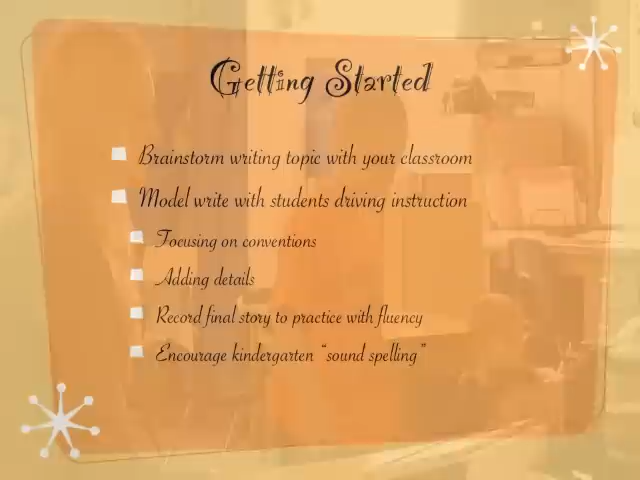 Getting Started
Brainstorm writing topic with your classroom
Model write with students driving instruction
Focusing on conventions
Adding details
Record final story to practice with fluency
Encourage kindergarten “sound spelling”